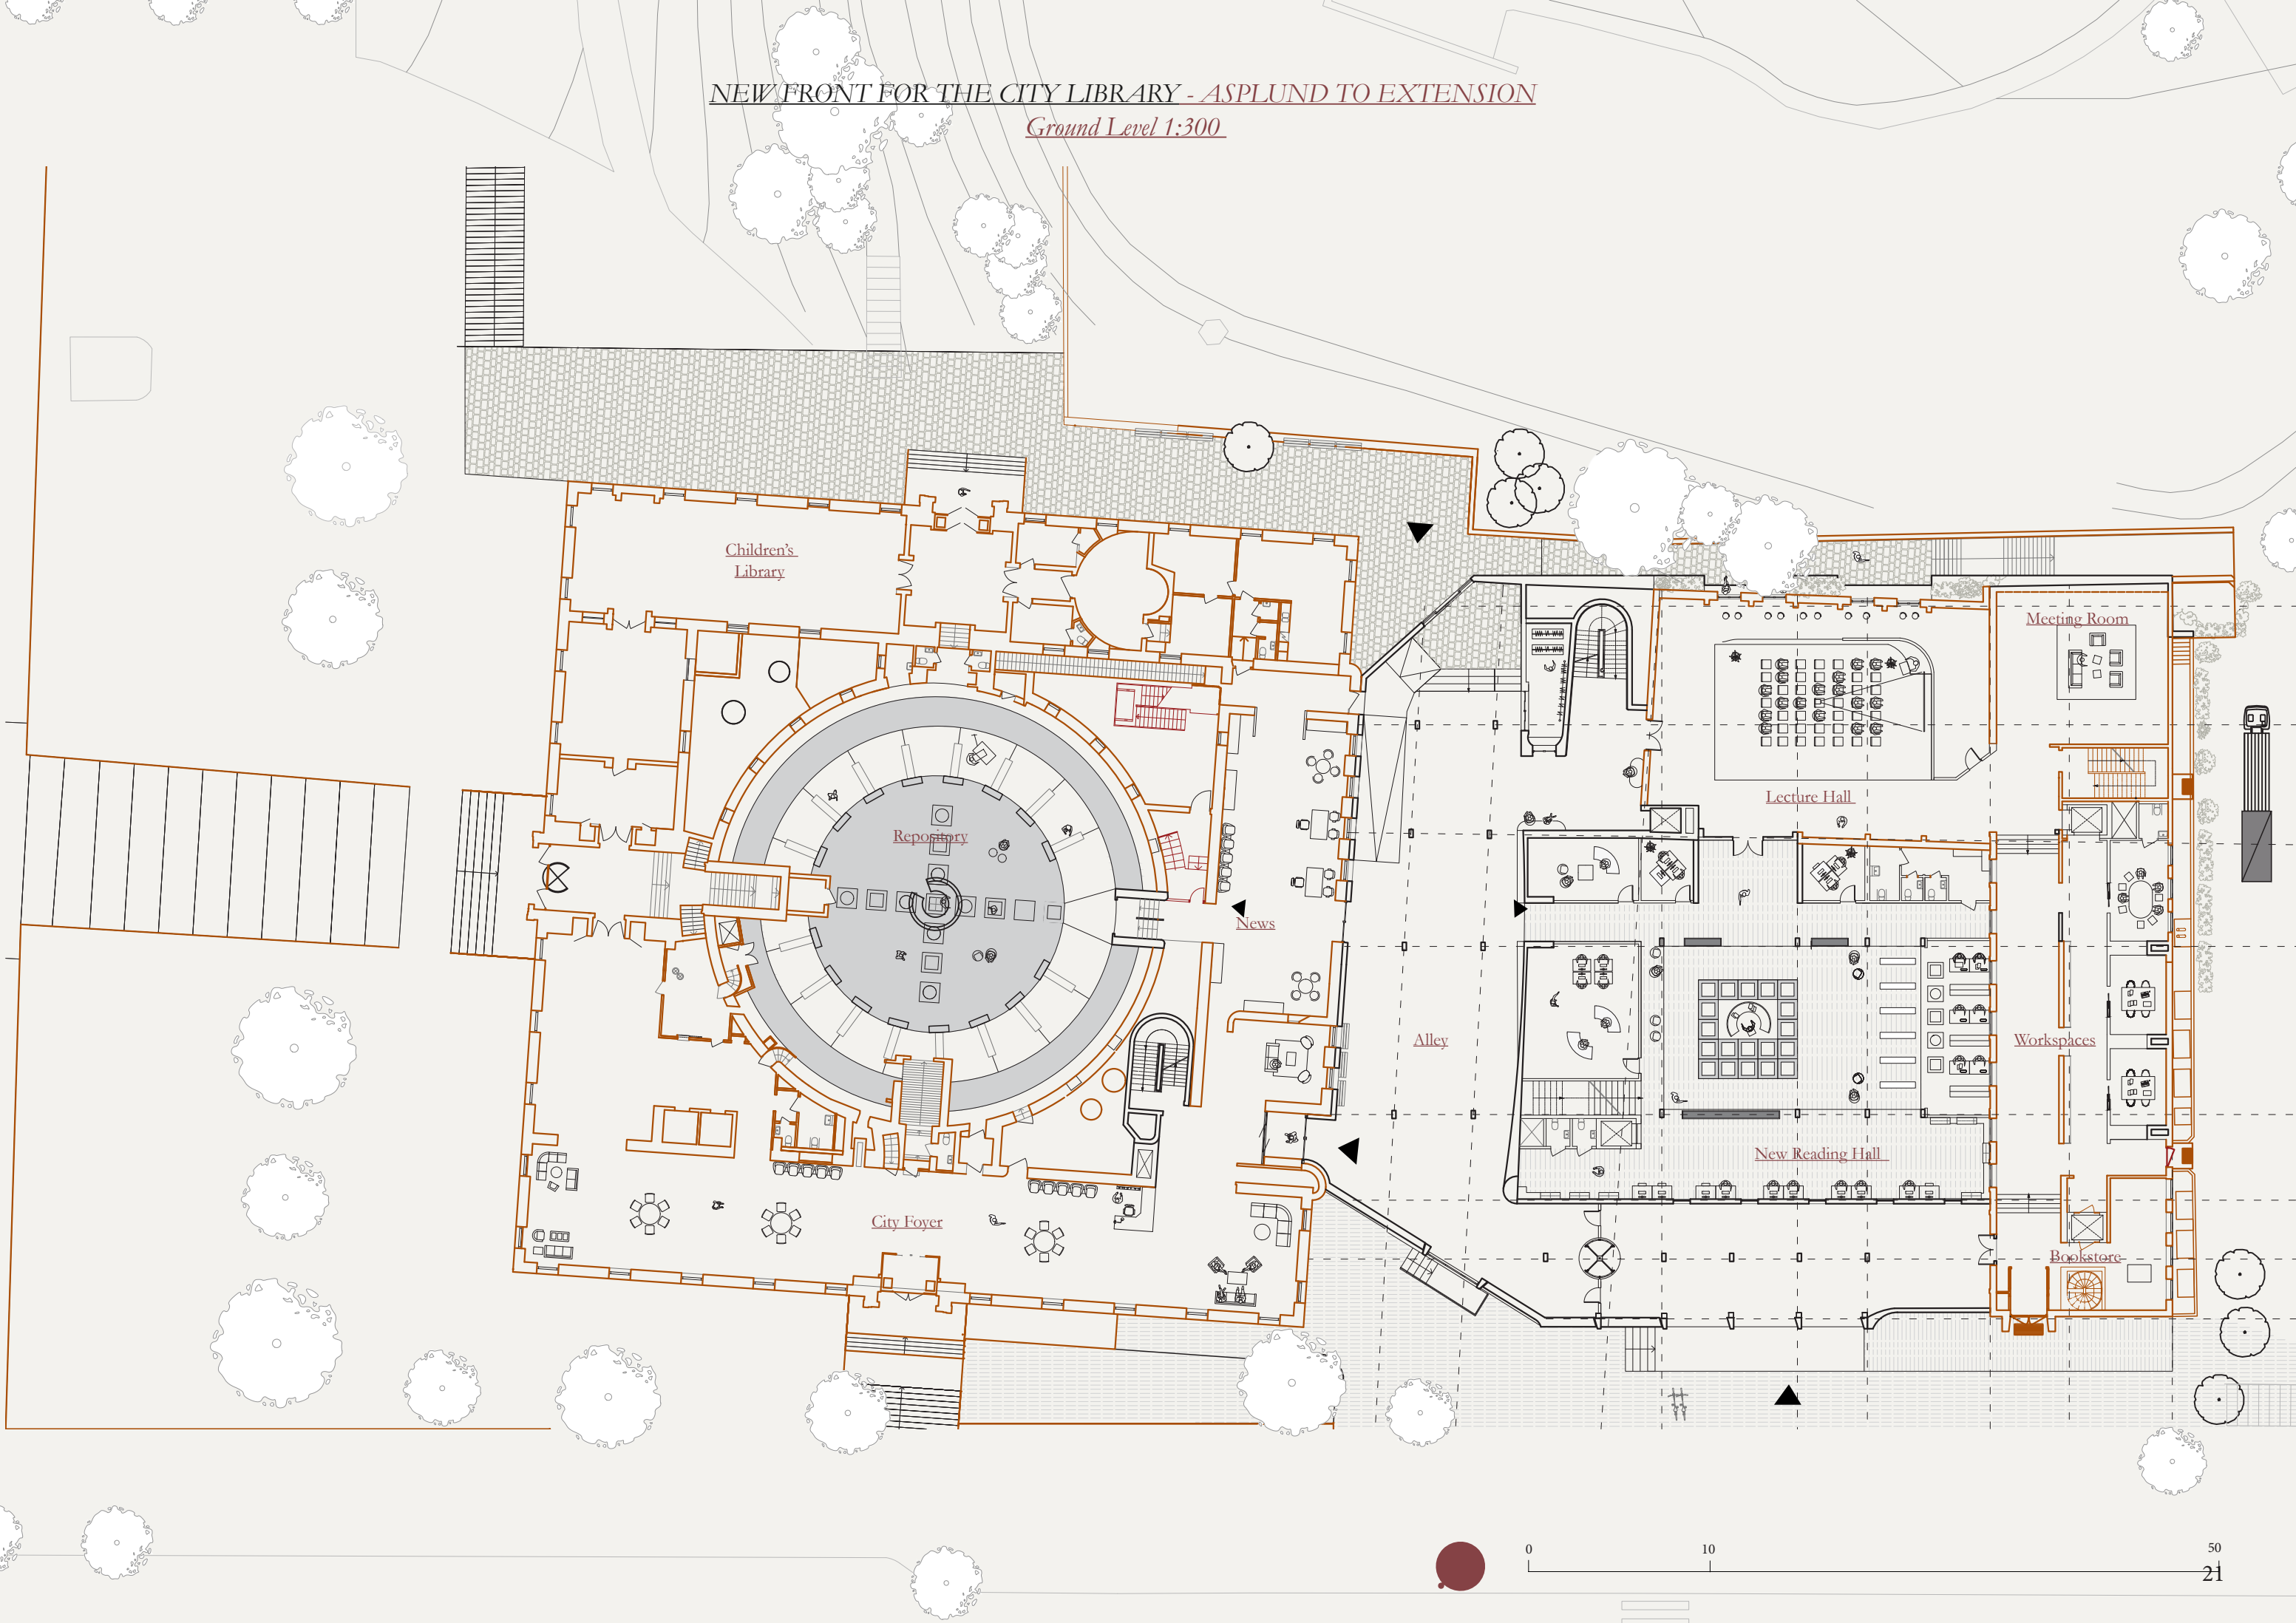 NEW FRONT FOR THE CITY LIBRARY - ASPLUND TO EXTENSION
Ground Level 1:300
Children's
Library
Meeting Room
Lecture Hall
Repository
News
Alley
Workspaces
New Reading Hall
City Foyer
Bookstore
0
10
50
21